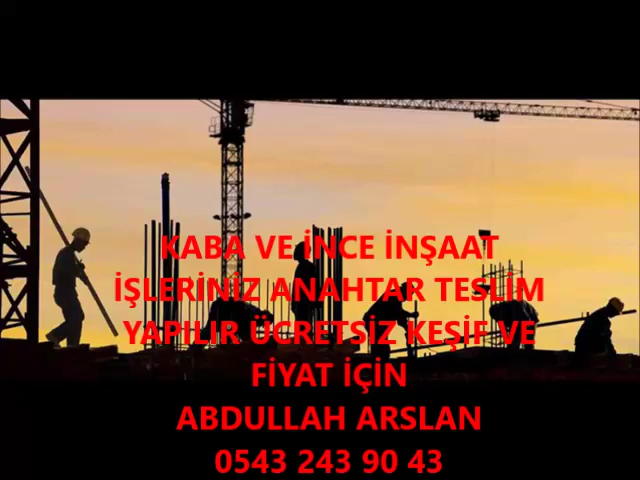 KABA VE İNCE İNŞAAT
İŞLERİNİZ ANAHTAR TESLİM
YAPILIR ÜCRETSİZ KEŞİF VE
FİYAT İÇİN
ABDULLAH ARSLAN
0543 243 90 43